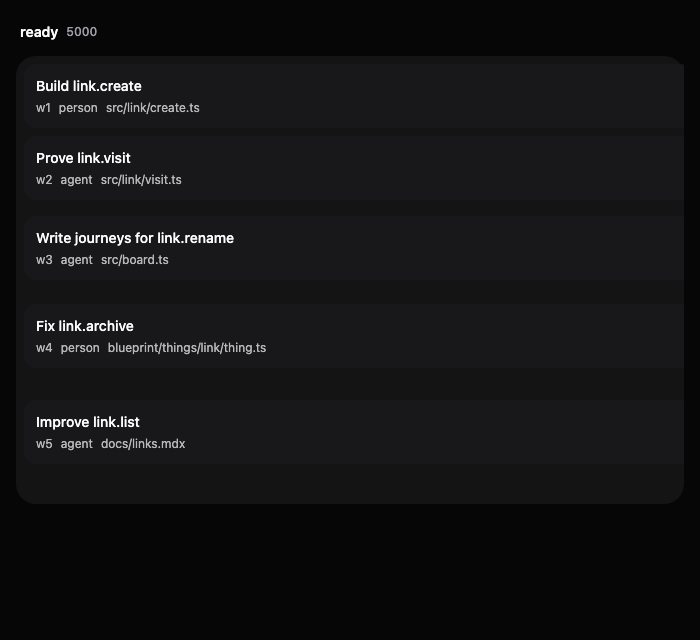 ready 5000
Build link.create
w1 person src/link/create.ts
Prove link.visit
w2 agent src/link/visit.ts
Write journeys for link.rename
w3 agent src/board.ts
Fix link.archive
w4 person blueprint/things/link/thing.ts
Improve link.list
w5 agent docs/links.mdx